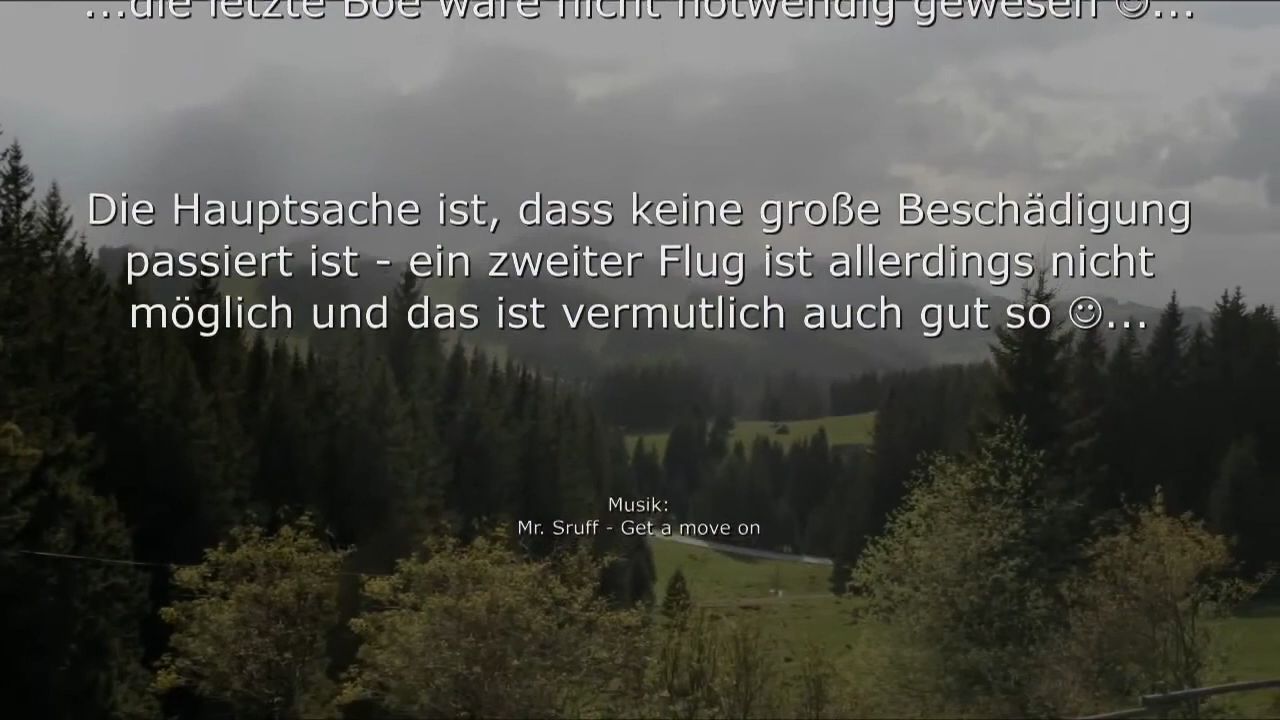 ...die letzte Böe wäre nicht notwendig gewesen ☺...
Die Hauptsache ist, dass keine große Beschädigung
passiert ist - ein zweiter Flug ist allerdings nicht
möglich und das ist vermutlich auch gut so ☺...
Musik:
Mr. Sruff - Get a move on